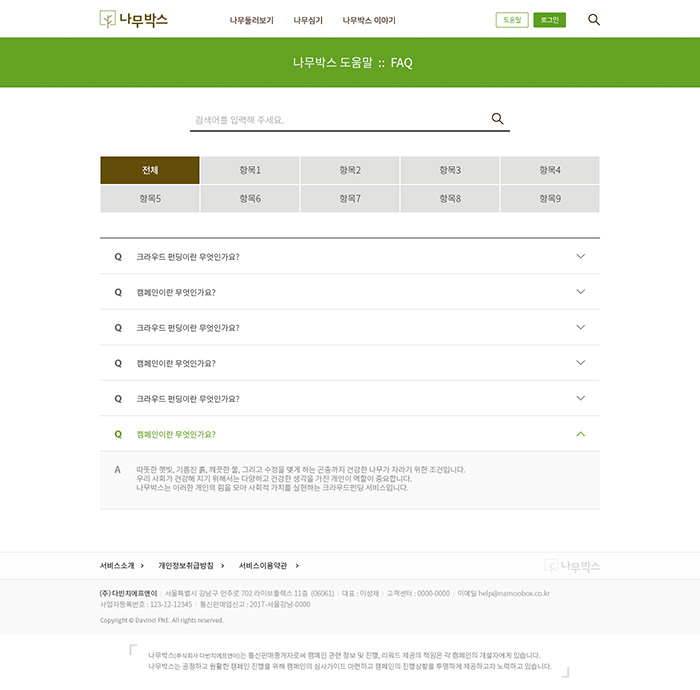 나무박스 나무둘러보기 나무심기 나무박스 이야기 도움말 로그인
나무박스 도움말 :: FAQ
검색어를 입력해 주세요.
전체 항목1 항목2 항목3 항목4
항목5 항목6 항목7 항목8 항목9
Q 크라우드 펀딩이란 무엇인가요?
Q 캠페인이란 무엇인가요?
Q 크라우드 펀딩이란 무엇인가요?
Q 캠페인이란 무엇인가요?
Q 크라우드 펀딩이란 무엇인가요?
Q 캠페인이란 무엇인가요?
A 따뜻한 햇빛, 기름진 흙, 깨끗한 물, 그리고 수정을 맺게 하는 곤충까지 건강한 나무가 자라기 위한 조건입니다.
우리 사회가 건강해 지기 위해서는 다양하고 건강한 생각을 가진 개인이 역할이 중요합니다.
나무박스는 이러한 개인의 힘을 모아 사회적 가치를 실현하는 크라우드펀딩 서비스입니다.
서비스소개 > 개인정보취급방침 > 서비스이용약관 > 나무박스
(주)다빈치에프앤이 | 서울특별시 강남구 언주로 702 라이브플렉스 11층 (06061) | 대표 : 이성재 | 고객센터 : 0000-0000 | 이메일 help@namoobox.co.kr
사업자등록번호 : 123-12-12345 | 통신판매업신고 : 2017-서울강남-0000
Copyright © Davinci FNE. All rights reserved.
나무박스(주식회사 다빈치에프앤이)는 통신판매중개자로써 캠페인 관련 정보 및 진행, 리워드 제공의 책임은 각 캠페인의 개설자에게 있습니다.
나무박스는 공정하고 원활한 캠페인 진행을 위해 캠페인의 심사가이드 마련하고 캠페인의 진행상황을 투명하게 제공하고자 노력하고 있습니다.